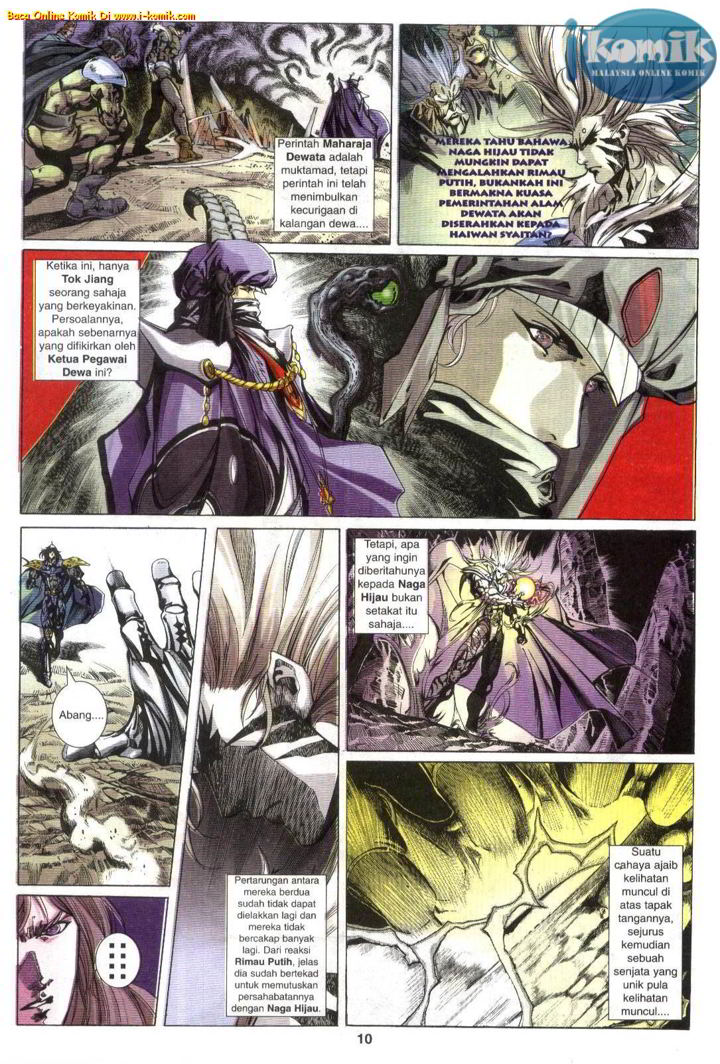 Baca Online Komik Di www.i-komik.com
i komik
MALAYSIA ONLINE KOMIK
Perintah Maharaja
Dewata adalah
muktamad, tetapi
perintah ini telah
menimbulkan
kecurigaan di
kalangan dewa....
MEREKA TAHU BAHAWA
NAGA HIJAU TIDAK
MUNGKIN DAPAT
MENGALAHKAN RIMAU
PUTIH, BUKANKAH INI
BERMAKNA KUASA
PEMERINTAHAN ALAM
DEWATA AKAN
DISERAHKAN KEPADA
HAIWAN SYAITAN?
Ketika ini, hanya
Tok Jiang
seorang sahaja
yang berkeyakinan.
Persoalannya,
apakah sebenarnya
yang difikirkan oleh
Ketua Pegawai
Dewa ini?
Abang....
Tetapi, apa
yang ingin
diberitahunya
kepada Naga
Hijau bukan
setakat itu
sahaja....
Pertarungan antara
mereka berdua
sudah tidak dapat
dielakkan lagi dan
mereka tidak
bercakap banyak
lagi. Dari reaksi
Rimau Putih, jelas
dia sudah bertekad
untuk memutuskan
persahabatannya
dengan Naga Hijau.
Suatu
cahaya ajaib
kelihatan
muncul di
atas tapak
tangannya,
sejurus
kemudian
sebuah
senjata yang
unik pula
kelihatan
muncul....
10